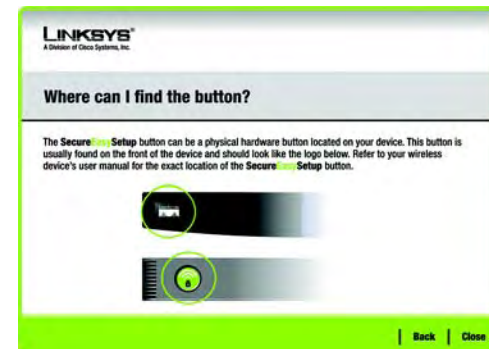 LINKSYS®
A Division of Cisco Systems, Inc.
Where can I find the button?
The SecureEasySetup button can be a physical hardware button located on your device. This button is
usually found on the front of the device and should look like the logo below. Refer to your wireless
device's user manual for the exact location of the SecureEasySetup button.
Back | Close